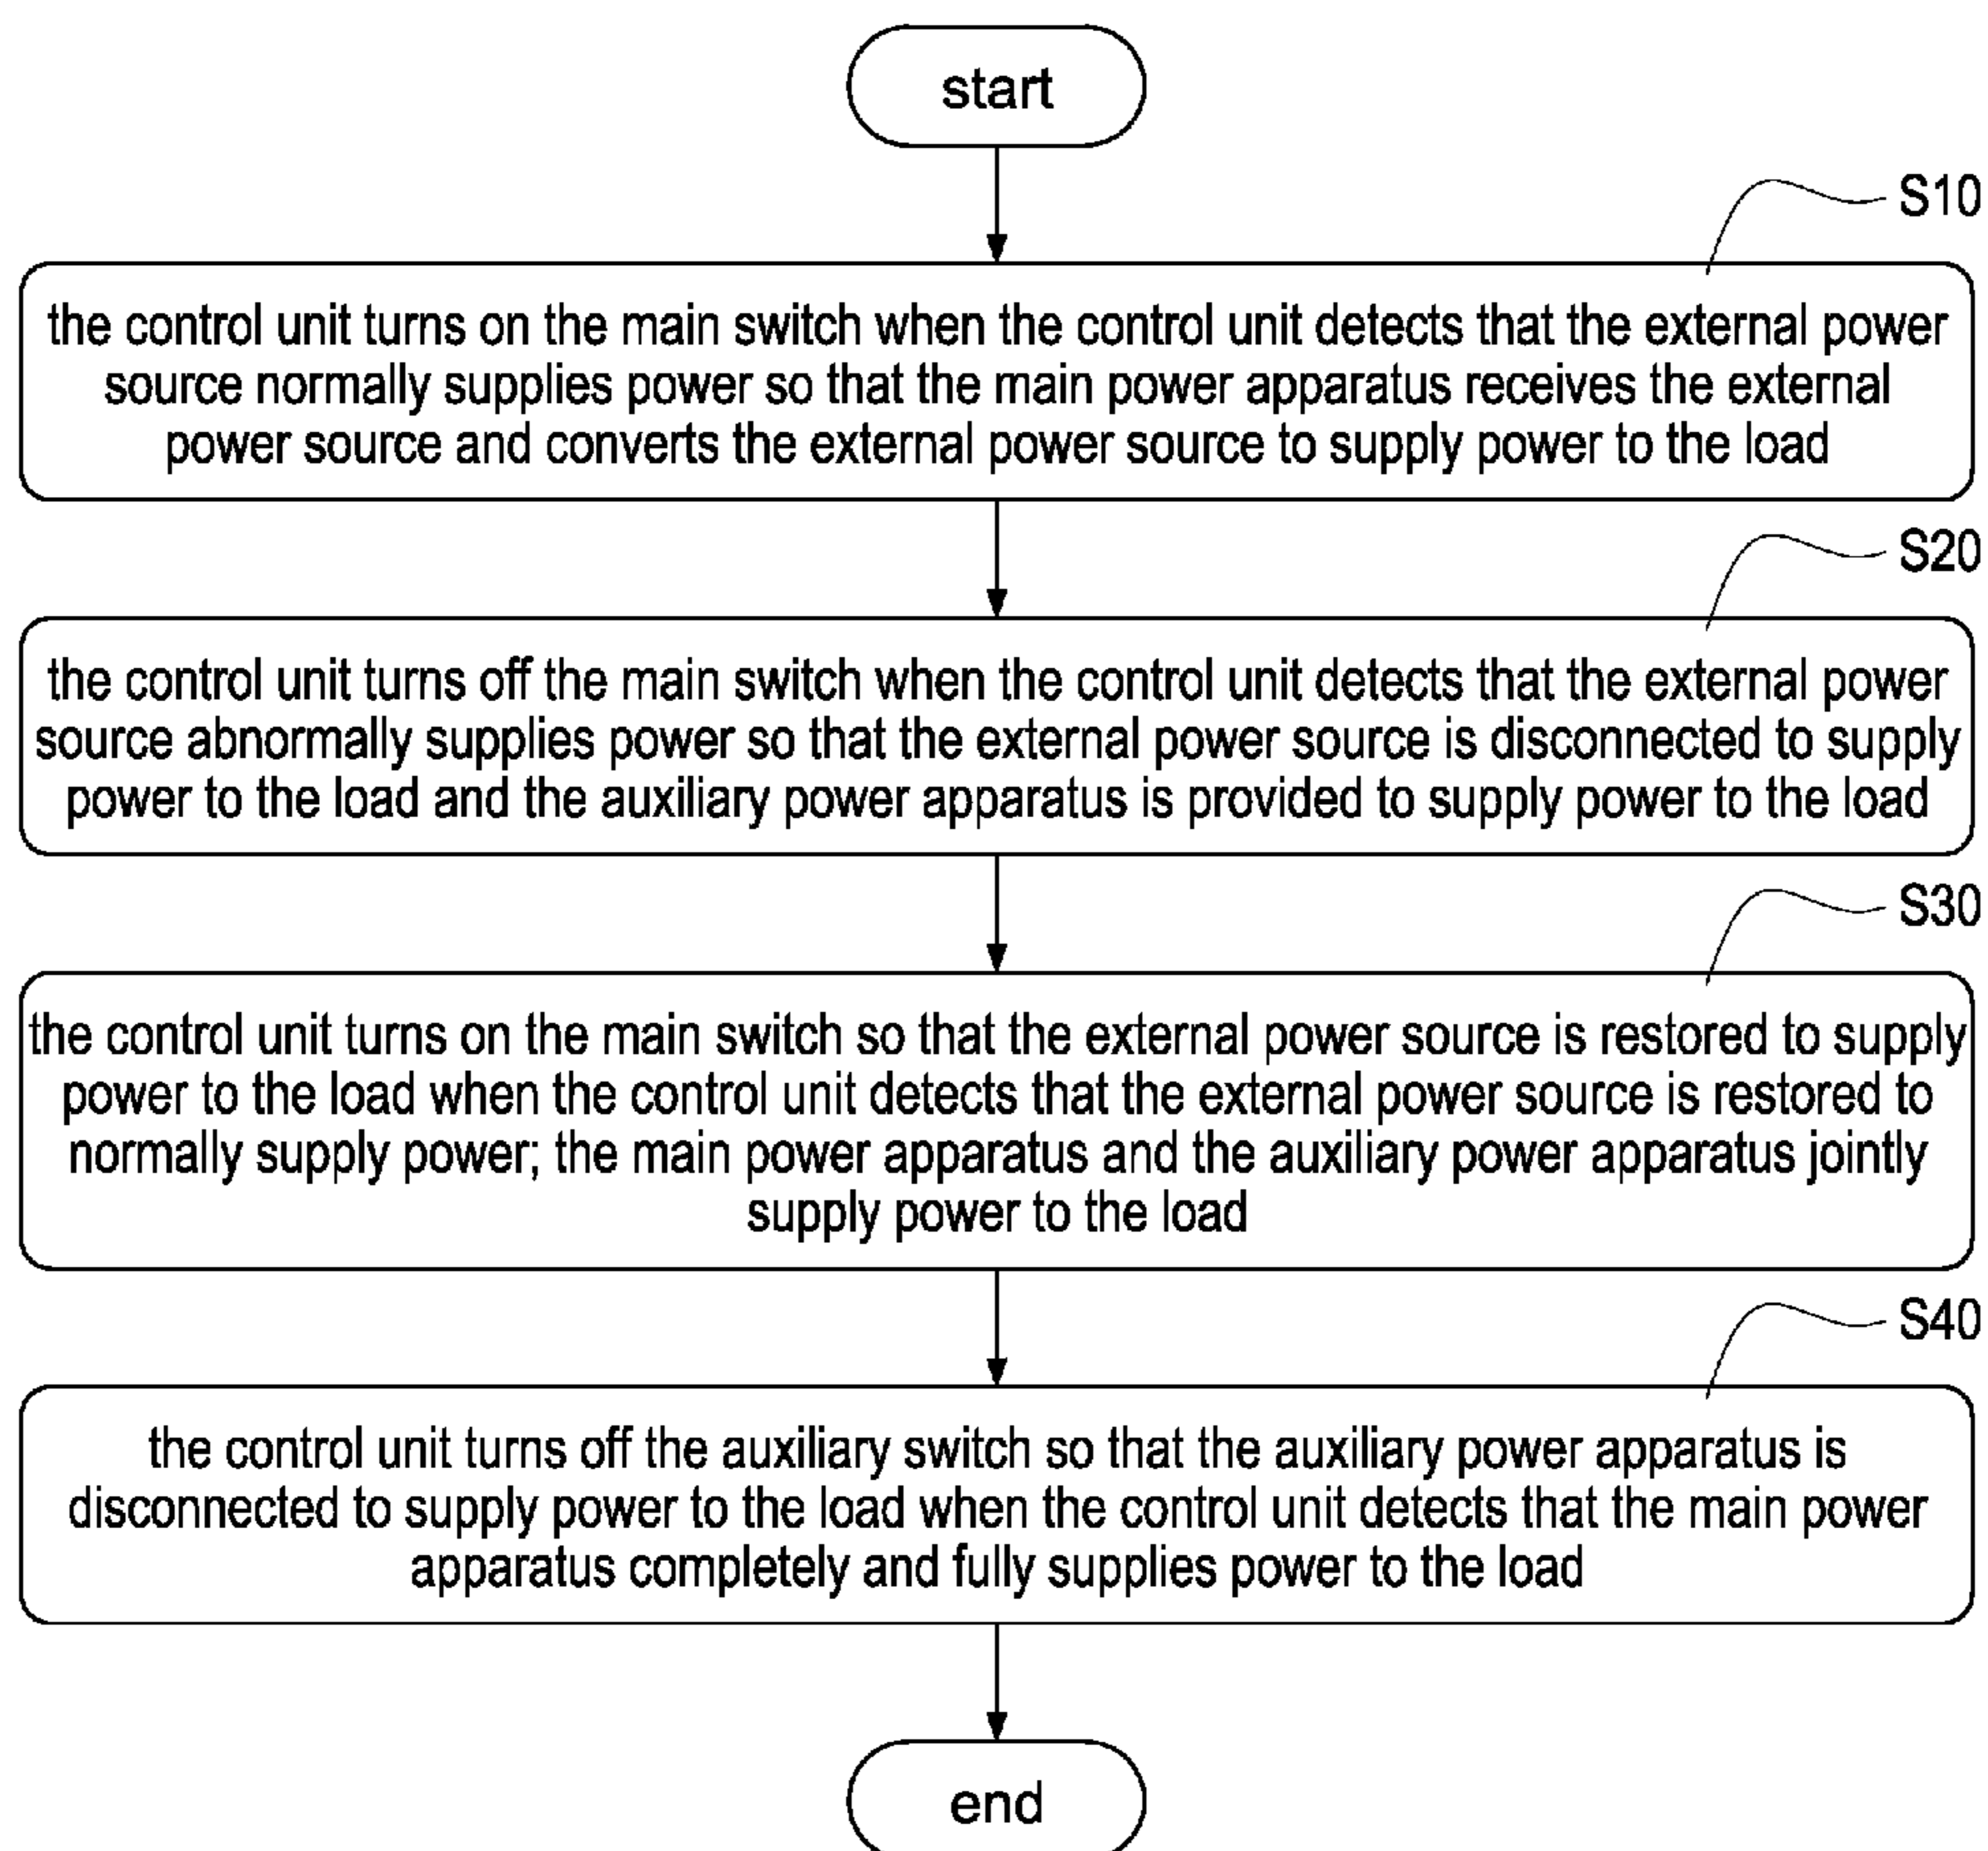 start
S10
the control unit turns on the main switch when the control unit detects that the external power
source normally supplies power so that the main power apparatus receives the external
power source and converts the external power source to supply power to the load
S20
the control unit turns off the main switch when the control unit detects that the external power
source abnormally supplies power so that the external power source is disconnected to supply
power to the load and the auxiliary power apparatus is provided to supply power to the load
S30
the control unit turns on the main switch so that the external power source is restored to supply
power to the load when the control unit detects that the external power source is restored to
normally supply power; the main power apparatus and the auxiliary power apparatus jointly
supply power to the load
S40
the control unit turns off the auxiliary switch so that the auxiliary power apparatus is
disconnected to supply power to the load when the control unit detects that the main power
apparatus completely and fully supplies power to the load
end